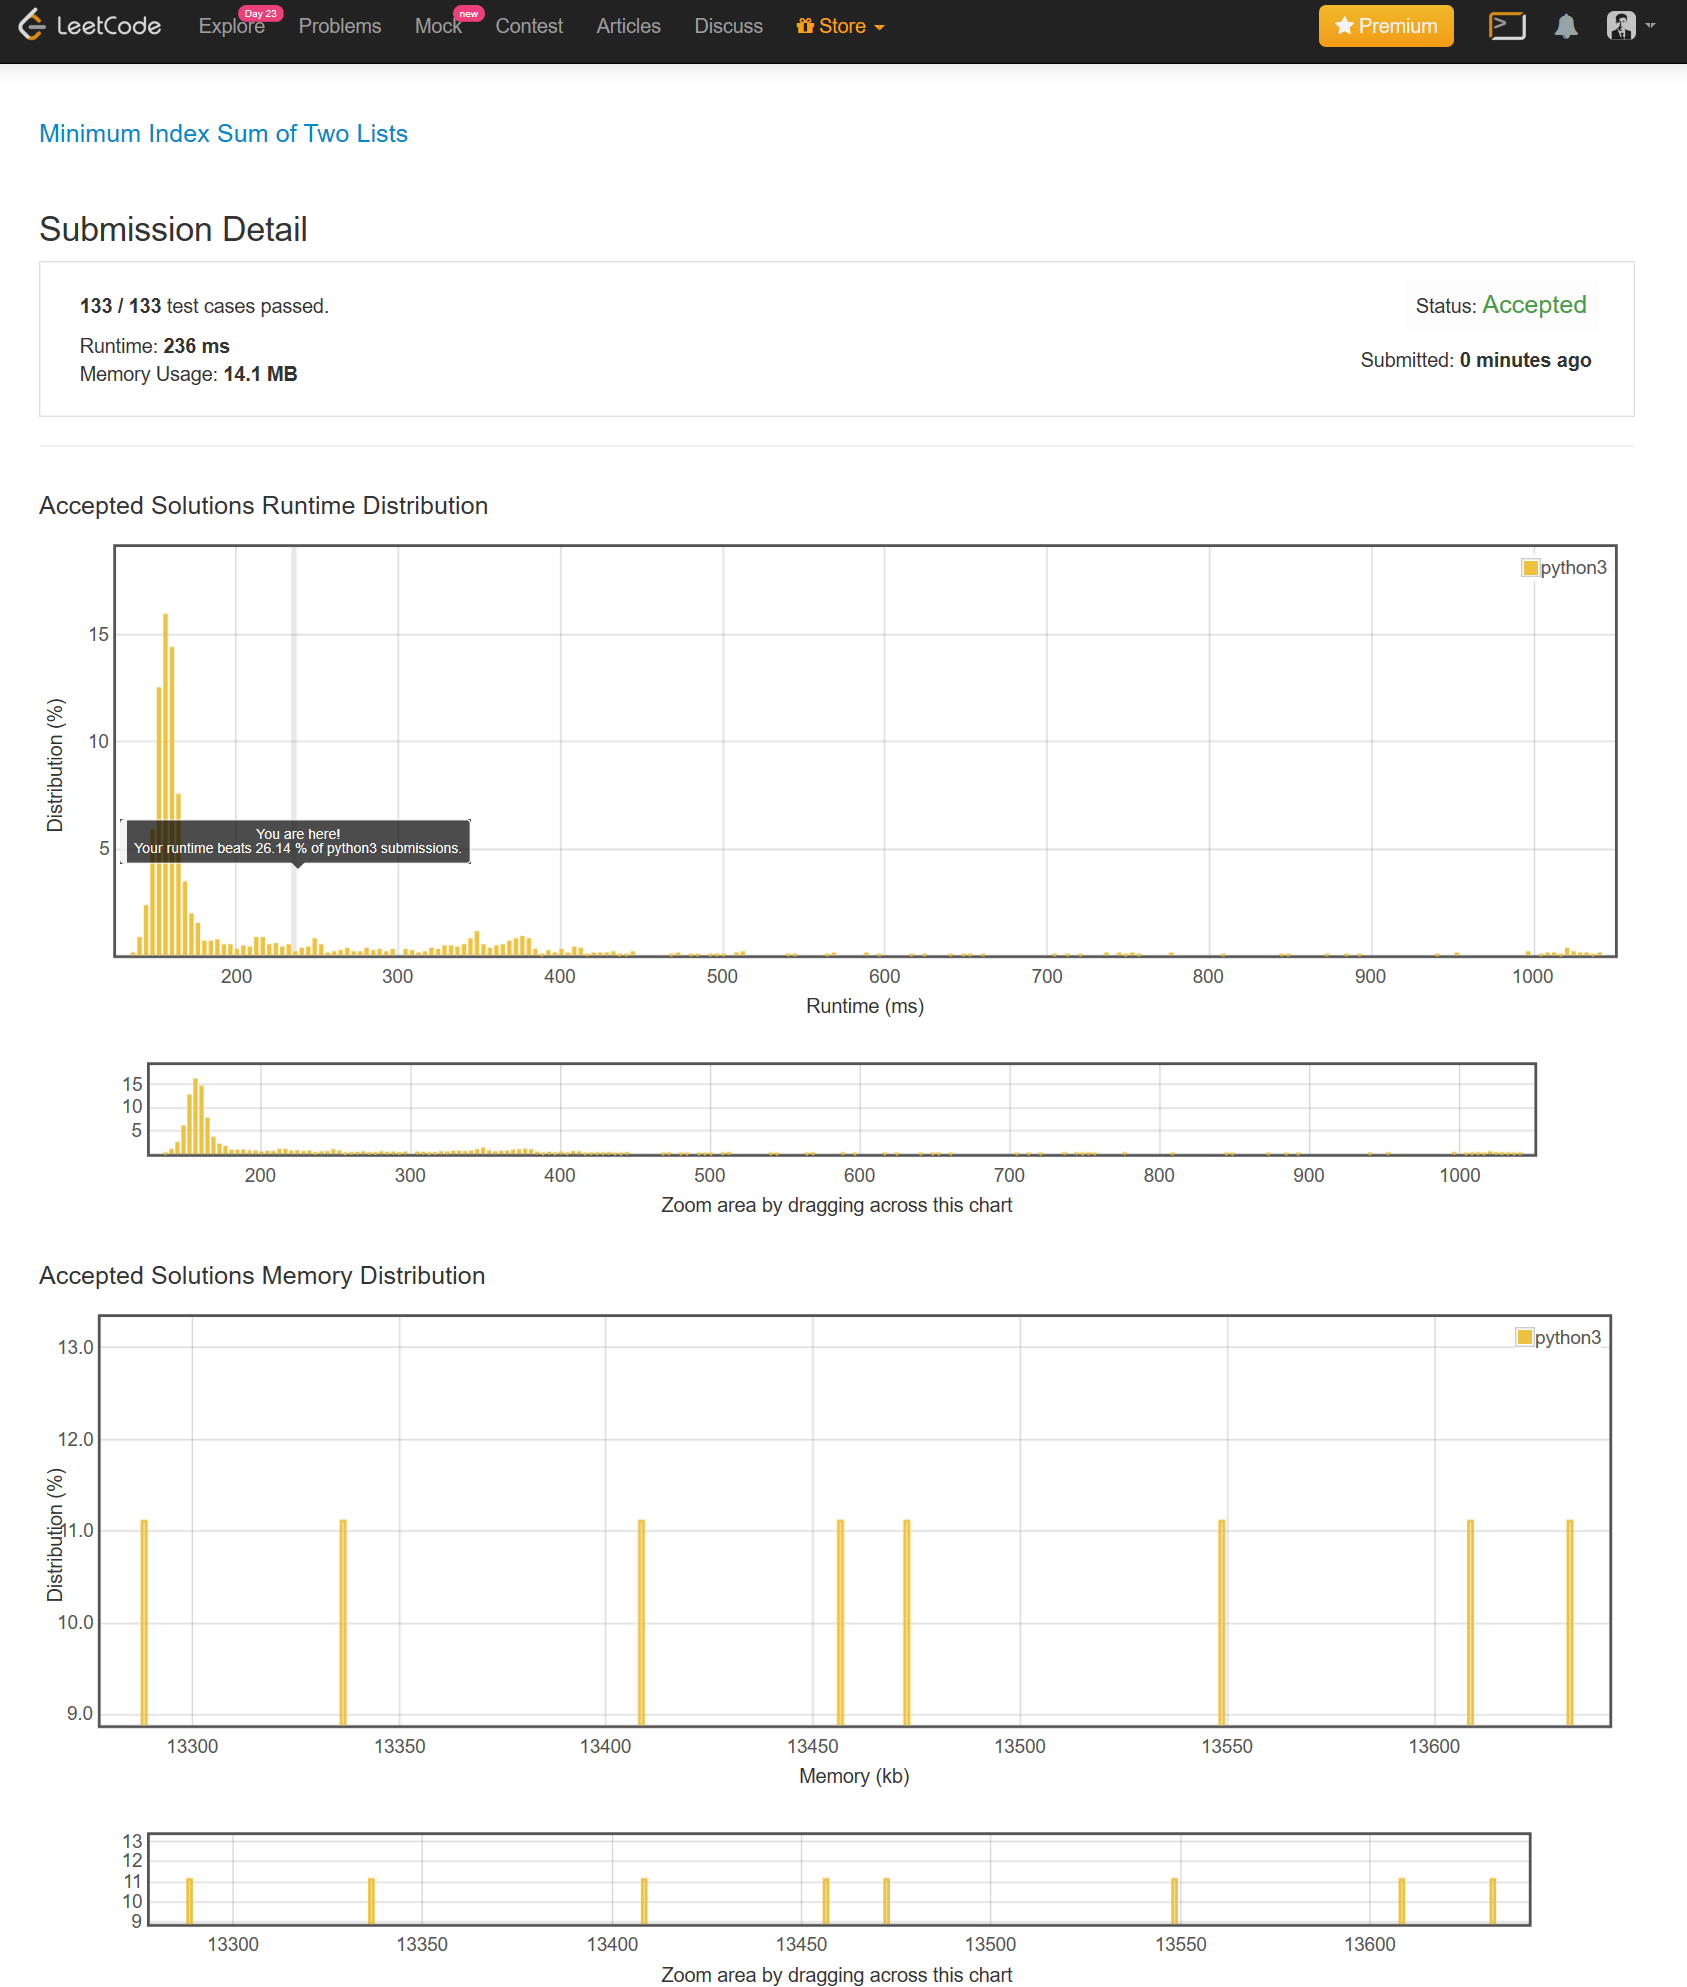 LeetCode
Explore Day 23 Problems Mock new Contest Articles Discuss Store Premium
Minimum Index Sum of Two Lists
Submission Detail
133 / 133 test cases passed.
Status: Accepted
Runtime: 236 ms
Submitted: 0 minutes ago
Memory Usage: 14.1 MB
Accepted Solutions Runtime Distribution
python3
15
10
5
Distribution (%)
You are here!
Your runtime beats 26.14 % of python3 submissions.
200 300 400 500 600 700 800 900 1000
Runtime (ms)
15
10
5
200 300 400 500 600 700 800 900 1000
Zoom area by dragging across this chart
Accepted Solutions Memory Distribution
python3
13.0
12.0
11.0
10.0
9.0
Distribution (%)
13300 13350 13400 13450 13500 13550 13600
Memory (kb)
13
12
11
10
9
13300 13350 13400 13450 13500 13550 13600
Zoom area by dragging across this chart